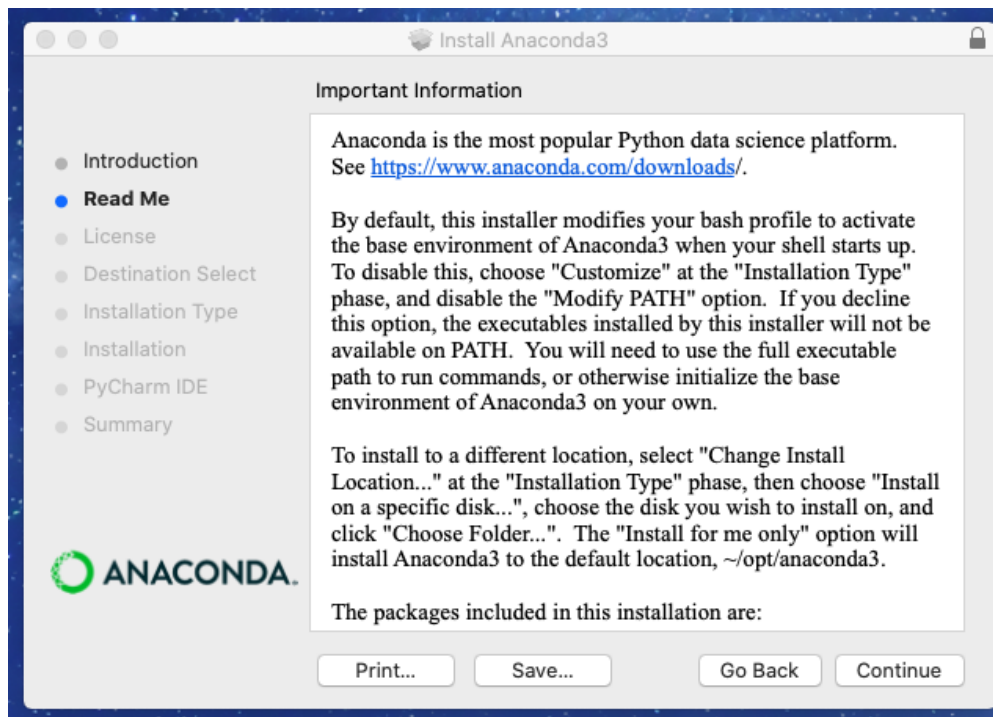 Install Anaconda3
Important Information
Introduction
Read Me
License
Destination Select
Installation Type
Installation
PyCharm IDE
Summary
ANACONDA.
Anaconda is the most popular Python data science platform.
See https://www.anaconda.com/downloads/.
By default, this installer modifies your bash profile to activate
the base environment of Anaconda3 when your shell starts up.
To disable this, choose "Customize" at the "Installation Type"
phase, and disable the "Modify PATH" option.  If you decline
this option, the executables installed by this installer will not be
available on PATH.  You will need to use the full executable
path to run commands, or otherwise initialize the base
environment of Anaconda3 on your own.
To install to a different location, select "Change Install
Location..." at the "Installation Type" phase, then choose "Install
on a specific disk...", choose the disk you wish to install on, and
click "Choose Folder...".  The "Install for me only" option will
install Anaconda3 to the default location, ~/opt/anaconda3.
The packages included in this installation are:
Print...
Save...
Go Back
Continue